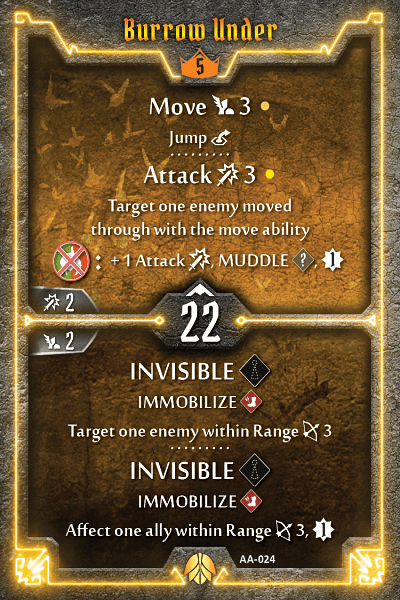 Burrow Under
5
Move 3
Jump
Attack 3
Target one enemy moved
through with the move ability
: +1 Attack , MUDDLE ? , 1
2
22
2
INVISIBLE
IMMOBILIZE
Target one enemy within Range 3
INVISIBLE
IMMOBILIZE
Affect one ally within Range 3, 1
AA-024